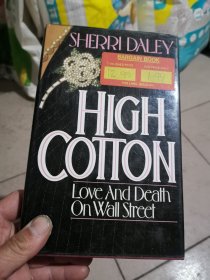 SHERRI DALEY
BARGAIN BOOK
HIGH
COTTON
Love And Death
On Wall Street